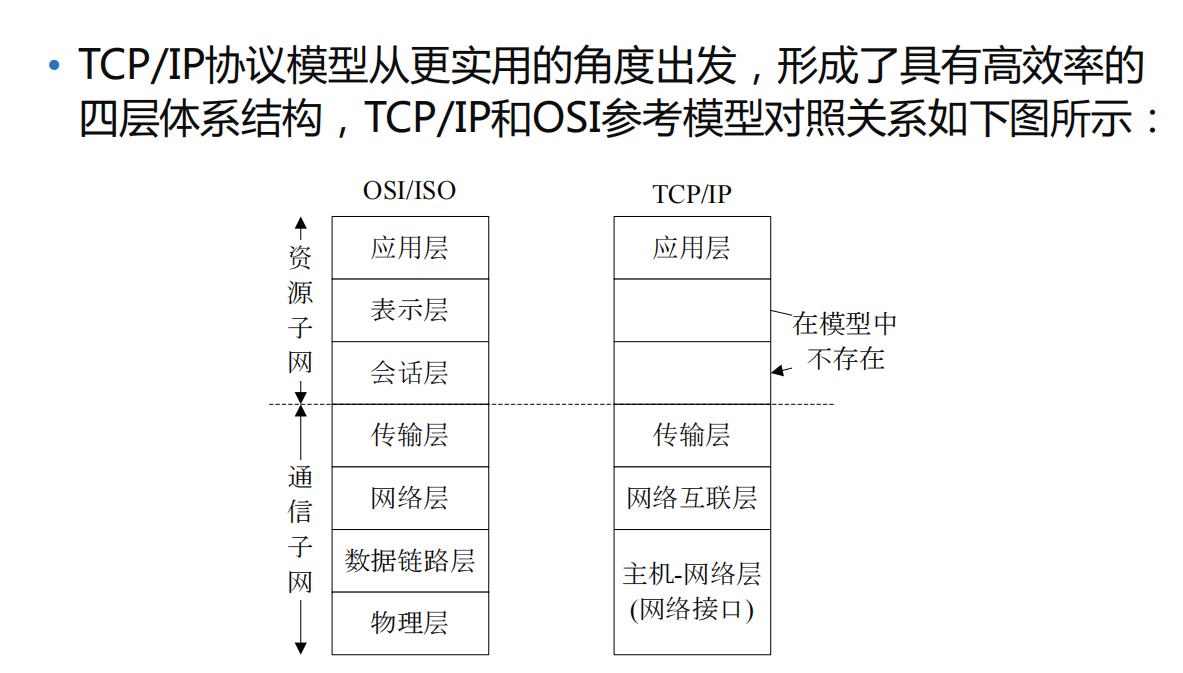 • TCP/IP协议模型从更实用的角度出发，形成了具有高效率的
四层体系结构，TCP/IP和OSI参考模型对照关系如下图所示：
OSI/ISO
TCP/IP
资源子网
通信子网
应用层
表示层
会话层
传输层
网络层
数据链路层
物理层
应用层
传输层
网络互联层
主机-网络层
(网络接口)
在模型中
不存在